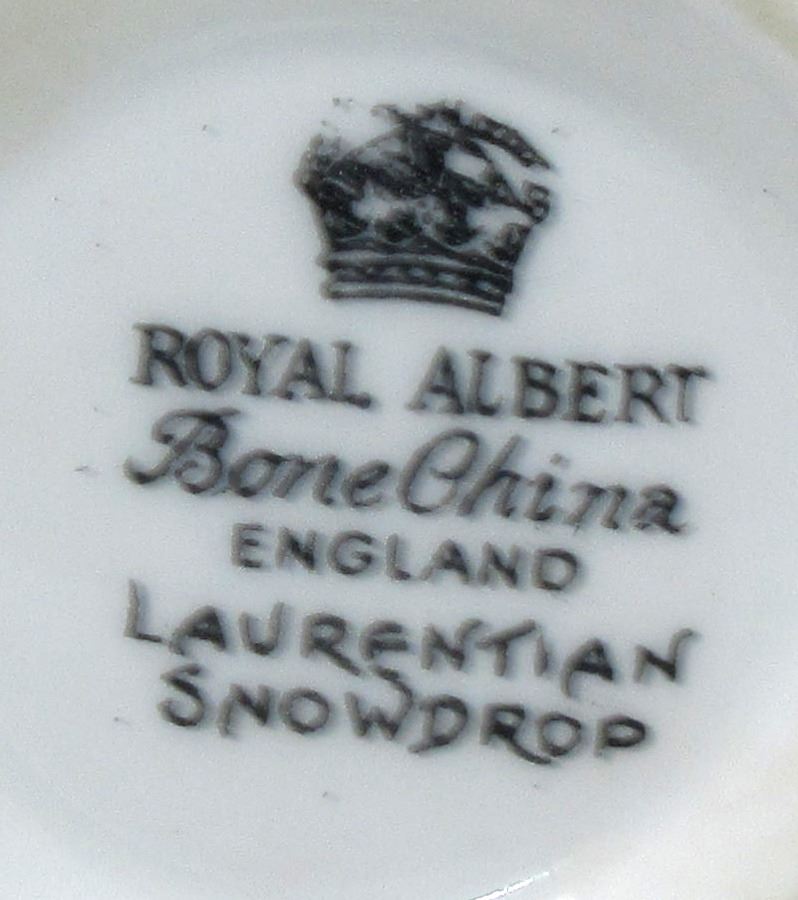 ROYAL ALBERT
Bone China
ENGLAND
LAURENTIAN
SNOWDROP